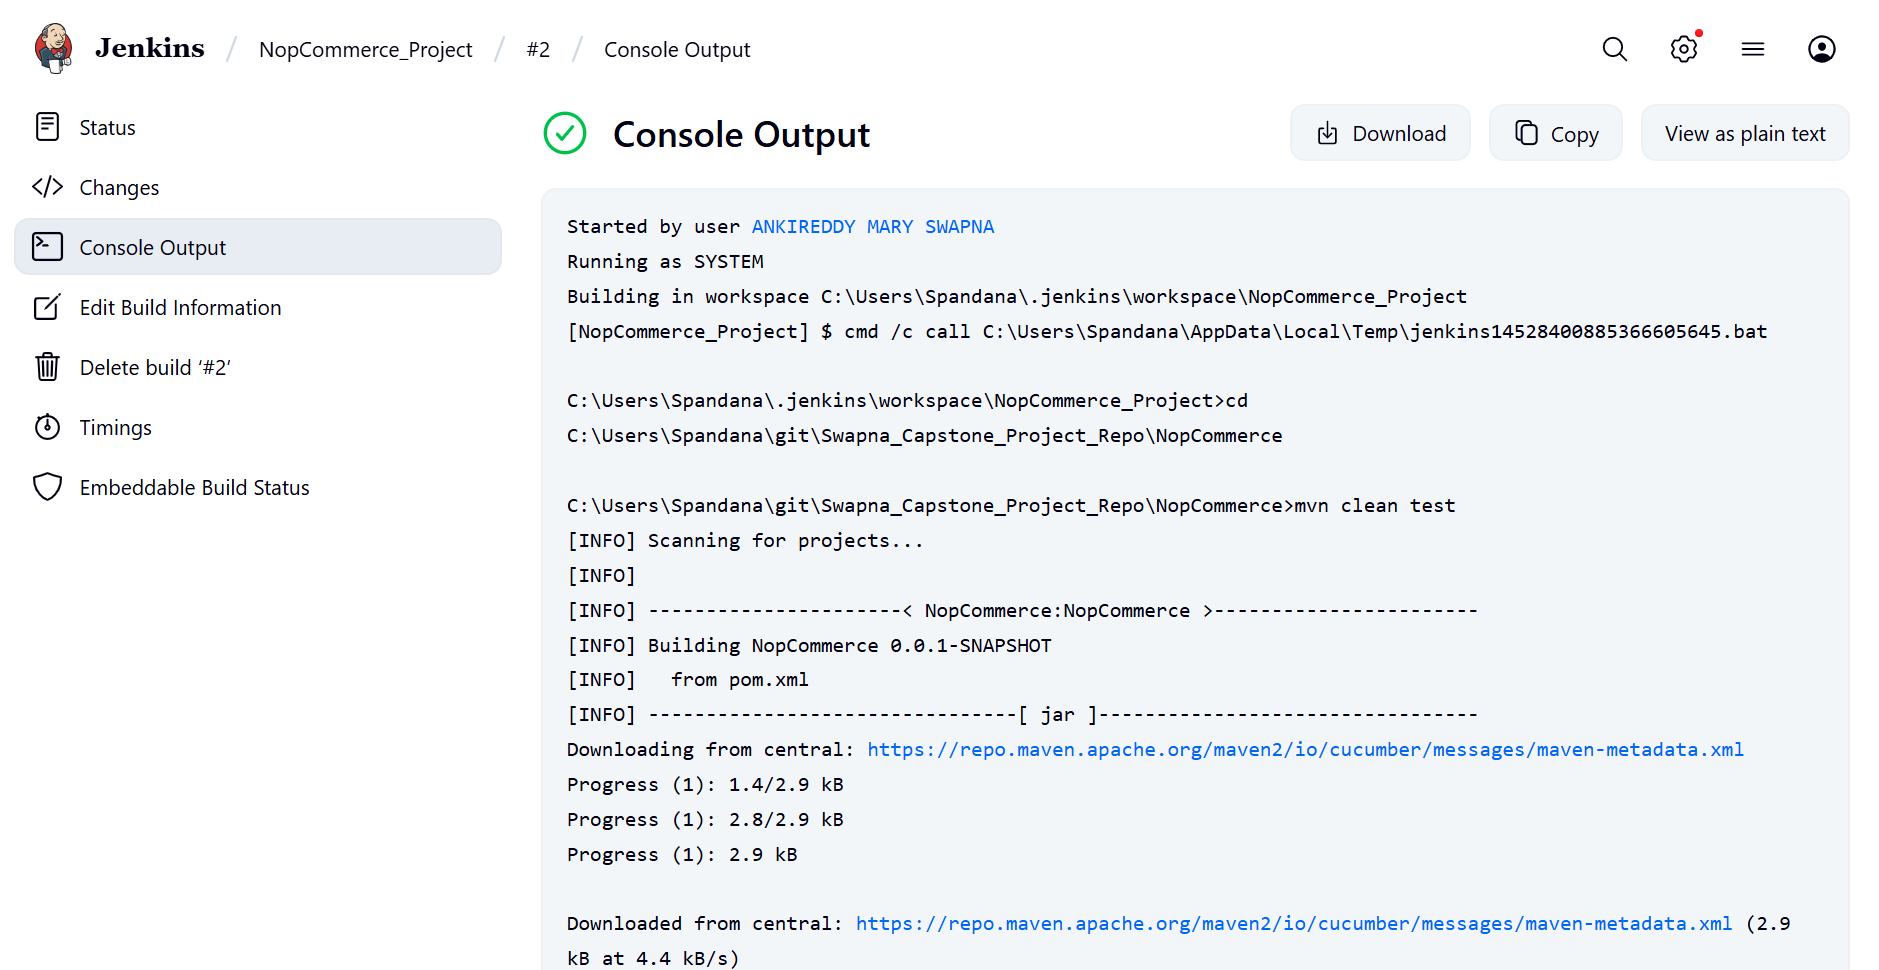 Jenkins / NopCommerce_Project / #2 / Console Output
Status
Changes
Console Output
Edit Build Information
Delete build ‘#2’
Timings
Embeddable Build Status
Console Output
Download
Copy
View as plain text
Started by user ANKIREDDY MARY SWAPNA
Running as SYSTEM
Building in workspace C:\Users\Spandana\.jenkins\workspace\NopCommerce_Project
[NopCommerce_Project] $ cmd /c call C:\Users\Spandana\AppData\Local\Temp\jenkins14528400885366605645.bat
C:\Users\Spandana\.jenkins\workspace\NopCommerce_Project>cd
C:\Users\Spandana\git\Swapna_Capstone_Project_Repo\NopCommerce
C:\Users\Spandana\git\Swapna_Capstone_Project_Repo\NopCommerce>mvn clean test
[INFO] Scanning for projects...
[INFO]
[INFO] ----------------------< NopCommerce:NopCommerce >-----------------------
[INFO] Building NopCommerce 0.0.1-SNAPSHOT
[INFO]   from pom.xml
[INFO] --------------------------------[ jar ]---------------------------------
Downloading from central: https://repo.maven.apache.org/maven2/io/cucumber/messages/maven-metadata.xml
Progress (1): 1.4/2.9 kB
Progress (1): 2.8/2.9 kB
Progress (1): 2.9 kB
Downloaded from central: https://repo.maven.apache.org/maven2/io/cucumber/messages/maven-metadata.xml (2.9
kB at 4.4 kB/s)